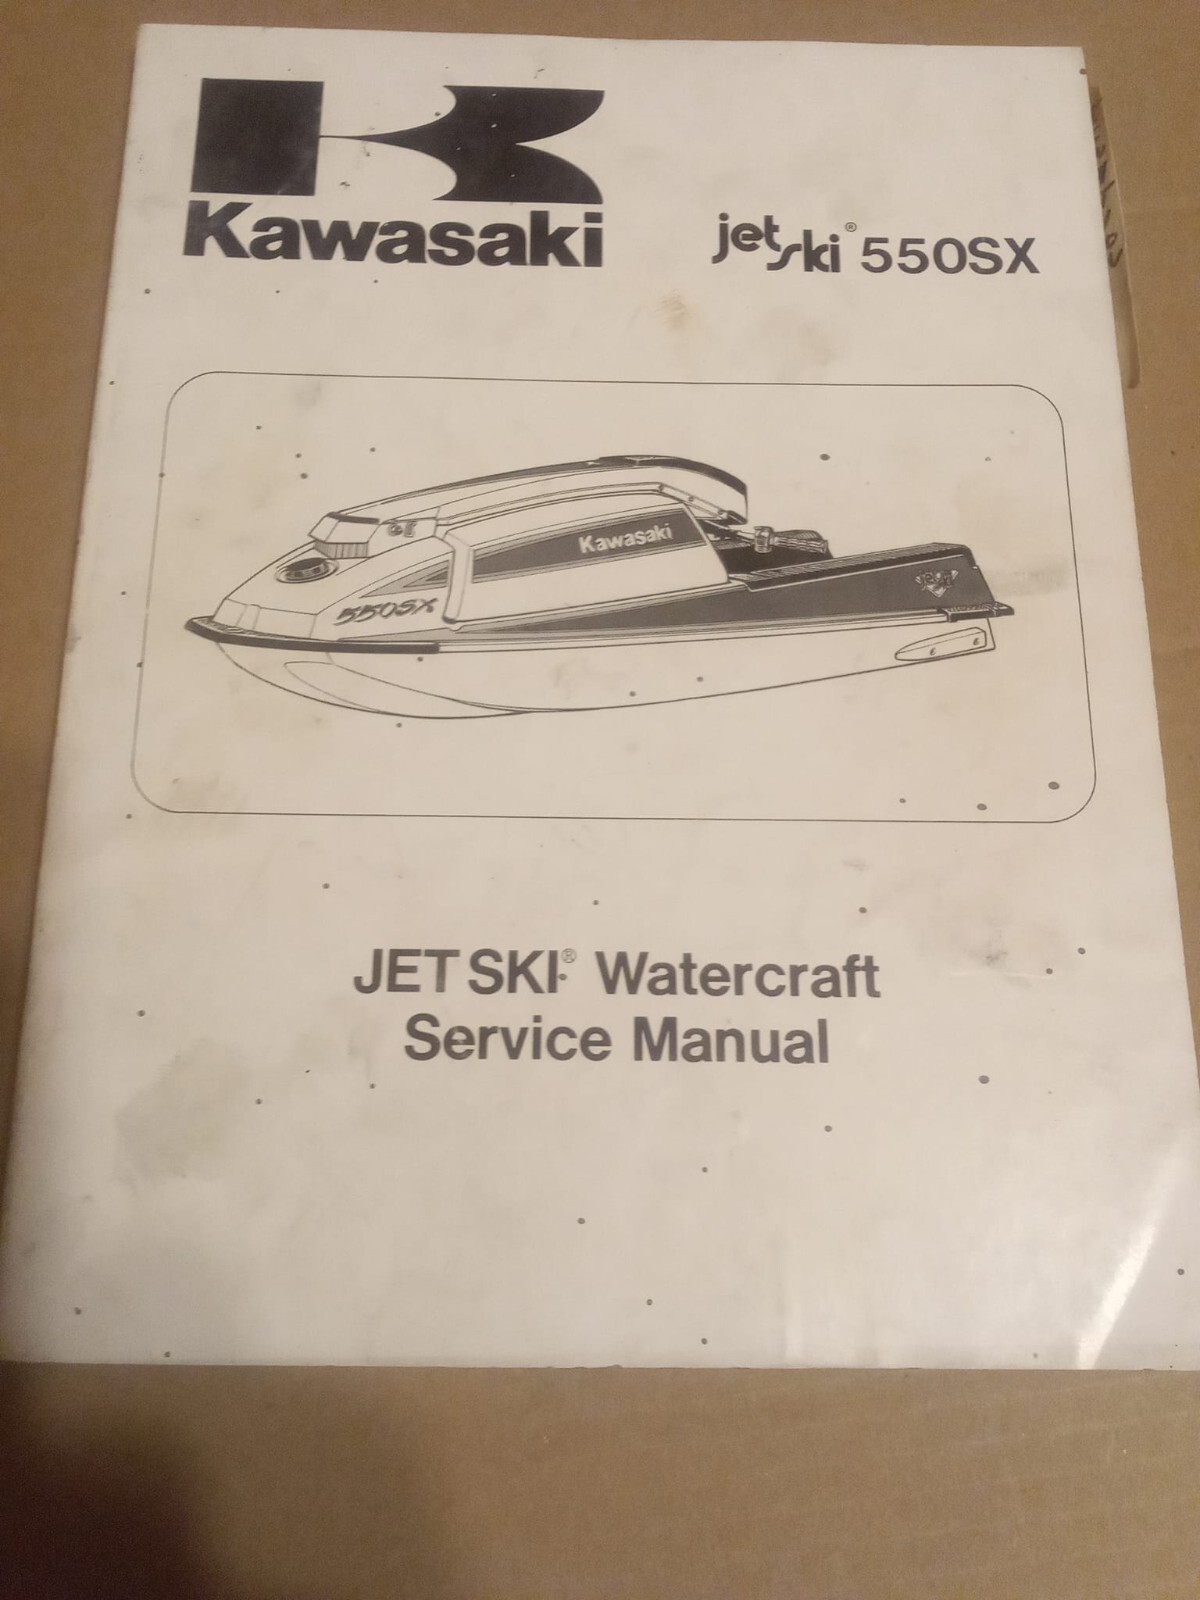 Kawasaki
jet ski® 550SX
Kawasaki
550SX
JET SKI® Watercraft
Service Manual